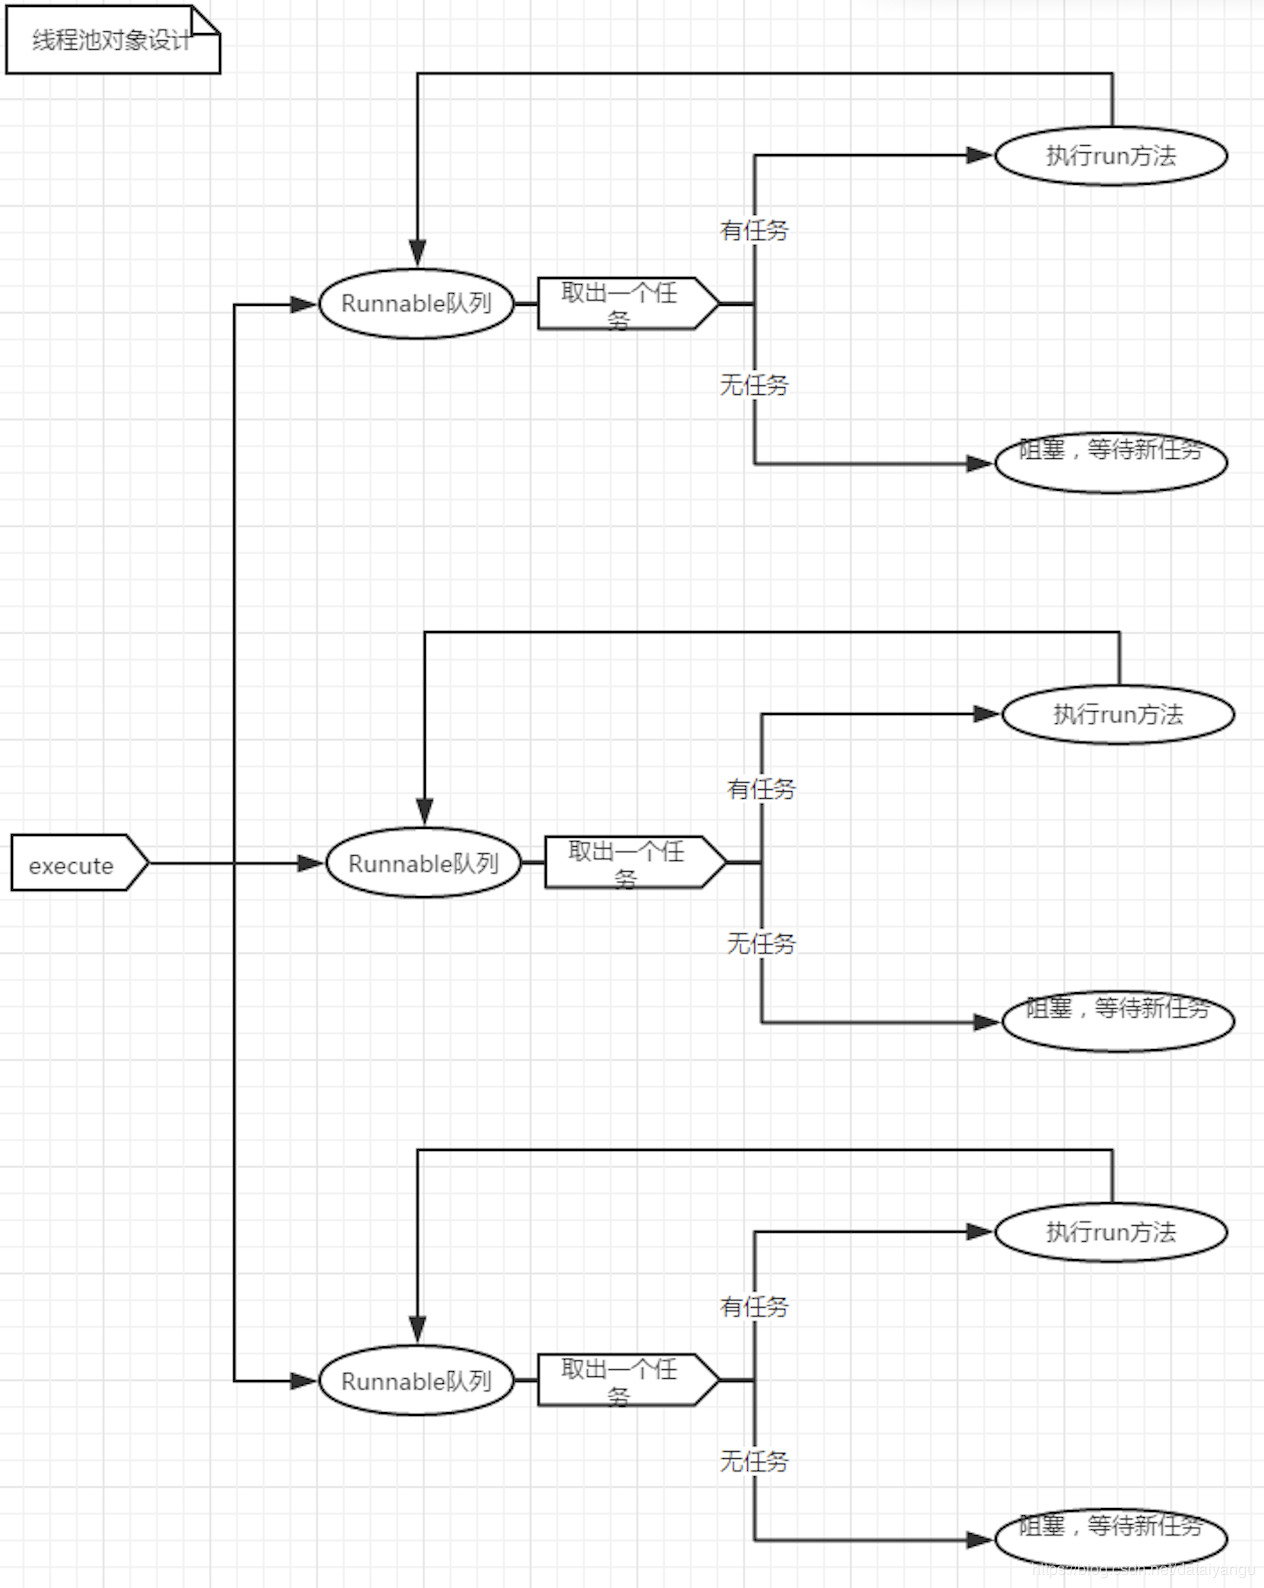 线程池对象设计
执行run方法
有任务
Runnable队列
取出一个任
务
无任务
阻塞，等待新任务
执行run方法
有任务
execute
Runnable队列
取出一个任
务
无任务
阻塞，等待新任务
执行run方法
有任务
Runnable队列
取出一个任
务
无任务
阻塞，等待新任务
https://blog.csdn.net/dataiyangu